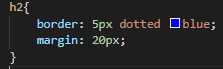 h2{
    border: 5px dotted blue;
    margin: 20px;
}